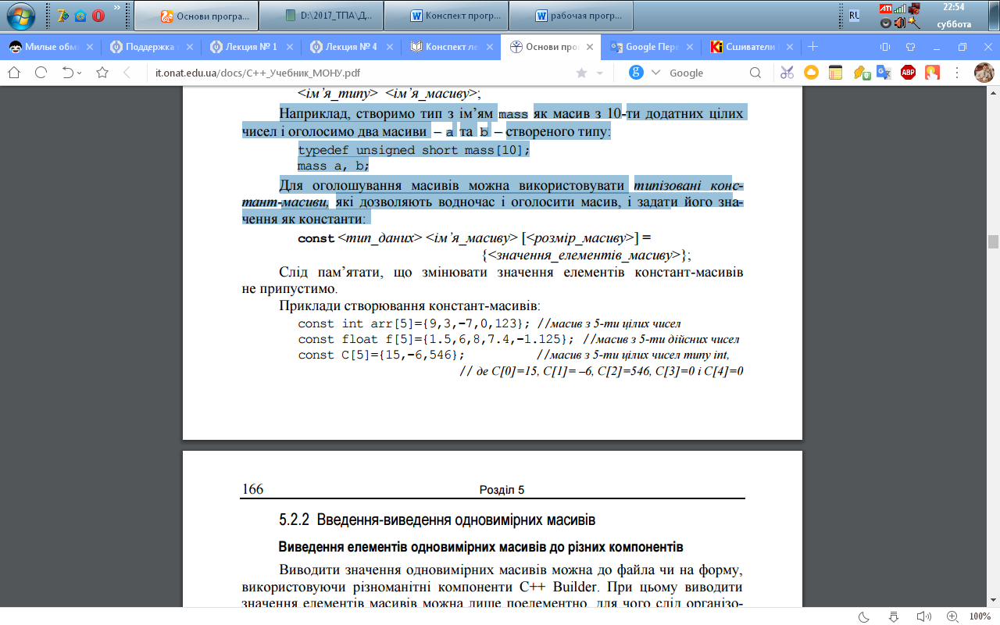 Основи програ...
D:\2017_ТПА\Д...
Конспект прогр...
рабочая прогр...
RU
22:54
суббота
Милые обм
Поддержка
Лекция № 1
Лекция № 4
Конспект ле
Основи про
Google Пере
Сшиватели
it.onat.edu.ua/docs/C++_Учебник_МОНУ.pdf
Google
ABP
<ім’я_типу> <ім’я_масиву>;
Наприклад, створимо тип з ім’ям mass як масив з 10-ти додатних цілих
чисел і оголосимо два масиви – a та b – створеного типу:
typedef unsigned short mass[10];
mass a, b;
Для оголошування масивів можна використовувати типізовані конс-
тант-масиви, які дозволяють водночас і оголосити масив, і задати його зна-
чення як константи:
const <тип_даних> <ім’я_масиву> [<розмір_масиву>] =
{<значення_елементів_масиву>};
Слід пам’ятати, що змінювати значення елементів констант-масивів
не припустимо.
Приклади створювання констант-масивів:
const int arr[5]={9,3,-7,0,123}; //масив з 5-ти цілих чисел
const float f[5]={1.5,6,8,7.4,-1.125}; //масив з 5-ти дійсних чисел
const C[5]={15,-6,546}; //масив з 5-ти цілих чисел типу int,
// де C[0]=15, C[1]= –6, C[2]=546, C[3]=0 і C[4]=0
166 Розділ 5
5.2.2 Введення-виведення одновимірних масивів
Виведення елементів одновимірних масивів до різних компонентів
Виводити значення одновимірних масивів можна до файла чи на форму,
використовуючи різноманітні компоненти C++ Builder. При цьому виводити
значення елементів масивів можна лише поелементно, для чого слід організо-
100%